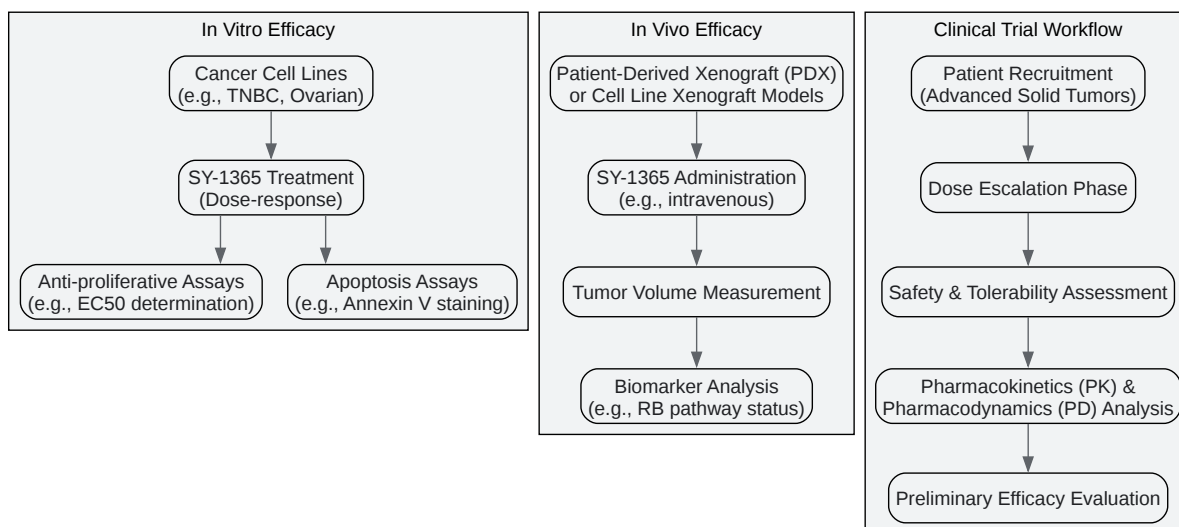 In Vitro Efficacy
Cancer Cell Lines
(e.g., TNBC, Ovarian)
SY-1365 Treatment
(Dose-response)
Anti-proliferative Assays
(e.g., EC50 determination)
Apoptosis Assays
(e.g., Annexin V staining)
In Vivo Efficacy
Patient-Derived Xenograft (PDX)
or Cell Line Xenograft Models
SY-1365 Administration
(e.g., intravenous)
Tumor Volume Measurement
Biomarker Analysis
(e.g., RB pathway status)
Clinical Trial Workflow
Patient Recruitment
(Advanced Solid Tumors)
Dose Escalation Phase
Safety & Tolerability Assessment
Pharmacokinetics (PK) &
Pharmacodynamics (PD) Analysis
Preliminary Efficacy Evaluation